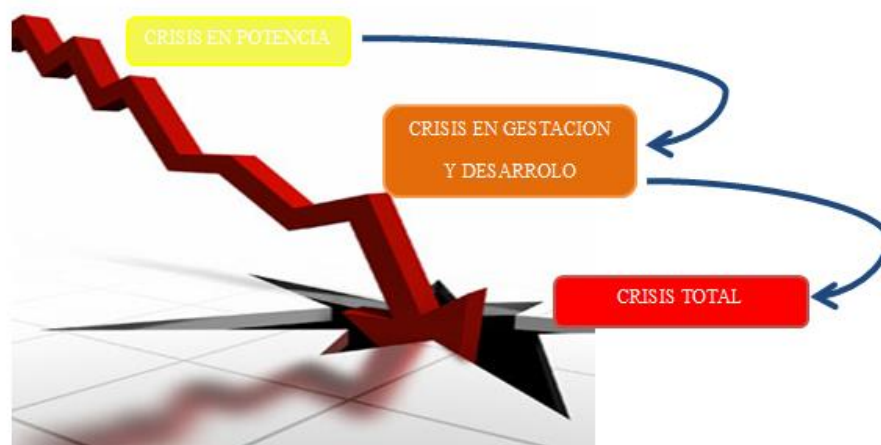 CRISIS EN POTENCIA
CRISIS EN GESTACION
Y DESARROLO
CRISIS TOTAL